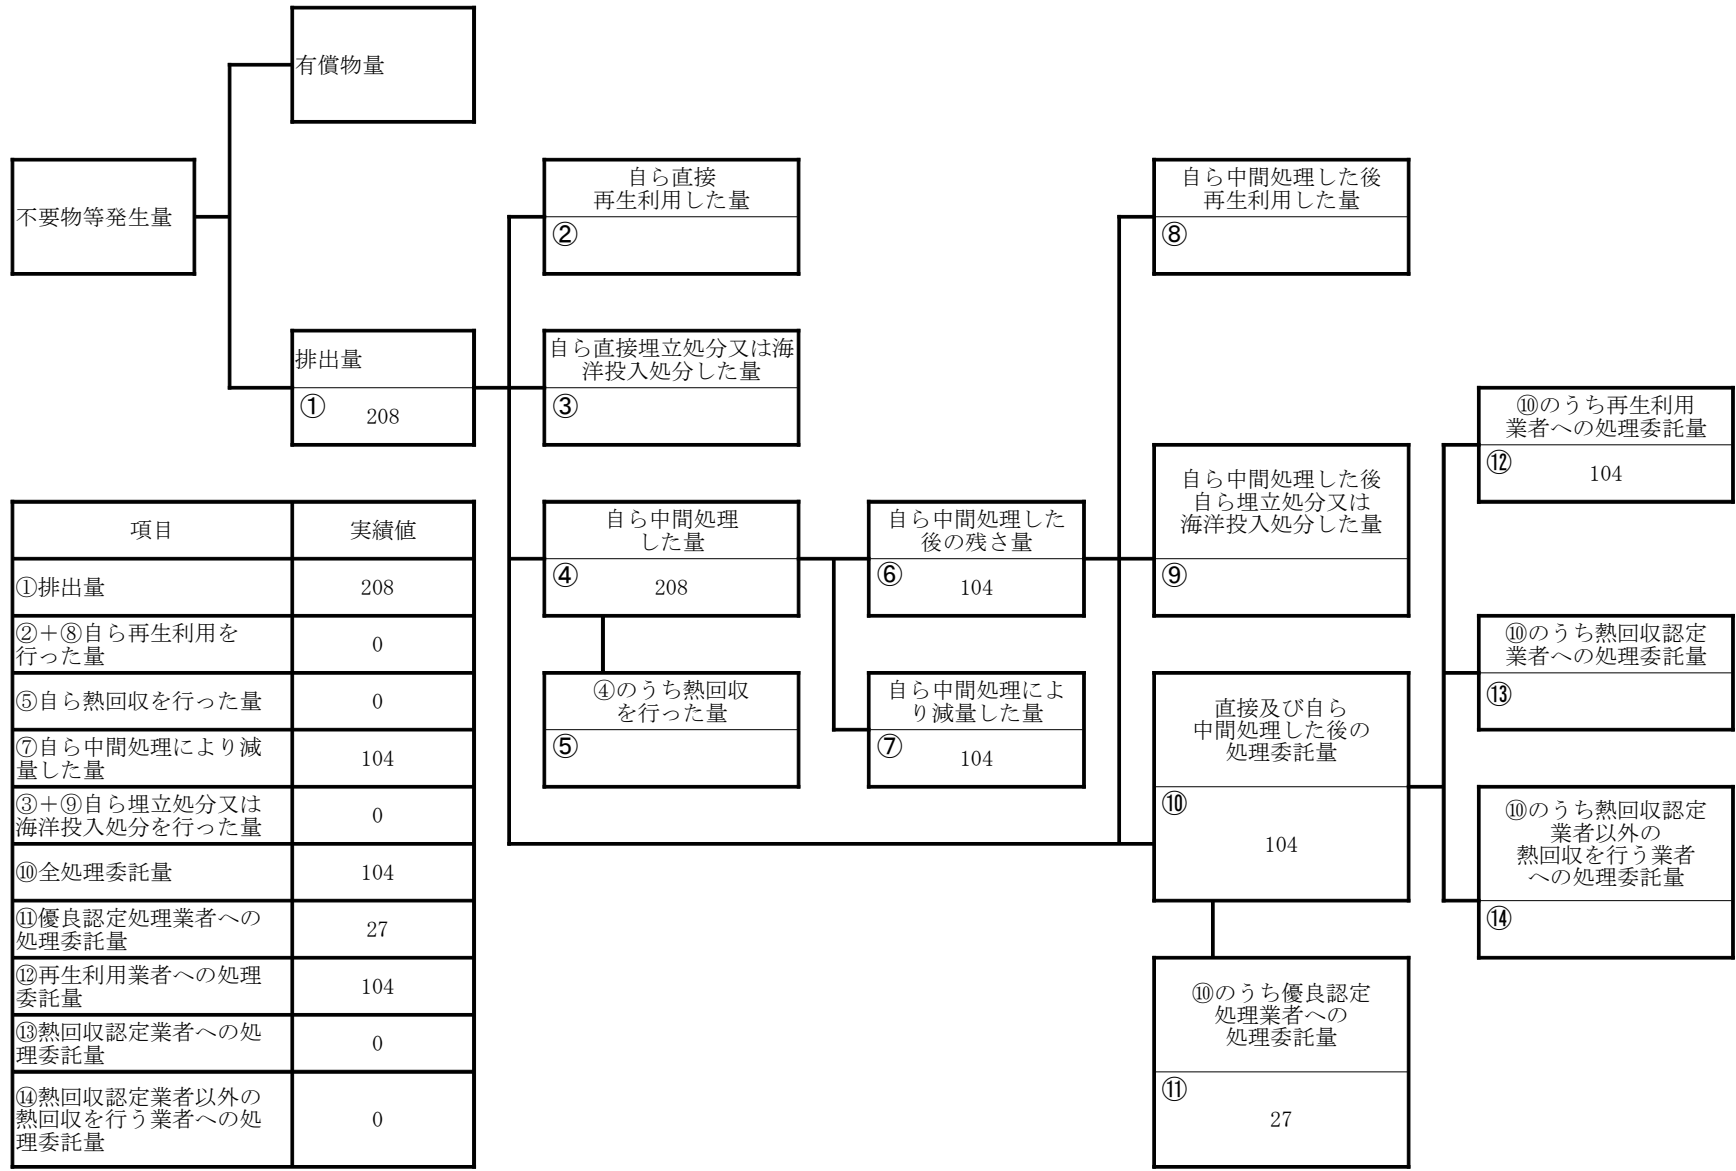 有償物量
不要物等発生量
自ら直接
再生利用した量
②
自ら中間処理した後
再生利用した量
⑧
排出量
①
208
自ら直接埋立処分又は海
洋投入処分した量
③
⑩のうち再生利用
業者への処理委託量
⑫
104
自ら中間処理
した量
④
208
自ら中間処理した
後の残さ量
⑥
104
自ら中間処理した後
自ら埋立処分又は
海洋投入処分した量
⑨
⑩のうち熱回収認定
業者への処理委託量
⑬
④のうち熱回収
を行った量
⑤
自ら中間処理によ
り減量した量
⑦
104
直接及び自ら
中間処理した後の
処理委託量
⑩
104
⑩のうち熱回収認定
業者以外の
熱回収を行う業者
への処理委託量
⑭
⑩のうち優良認定
処理業者への
処理委託量
⑪
27
項目
実績値
①排出量
208
②＋⑧自ら再生利用を
行った量
0
⑤自ら熱回収を行った量
0
⑦自ら中間処理により減
量した量
104
③＋⑨自ら埋立処分又は
海洋投入処分を行った量
0
⑩全処理委託量
104
⑪優良認定処理業者への
処理委託量
27
⑫再生利用業者への処理
委託量
104
⑬熱回収認定業者への処
理委託量
0
⑭熱回収認定業者以外の
熱回収を行う業者への処
理委託量
0